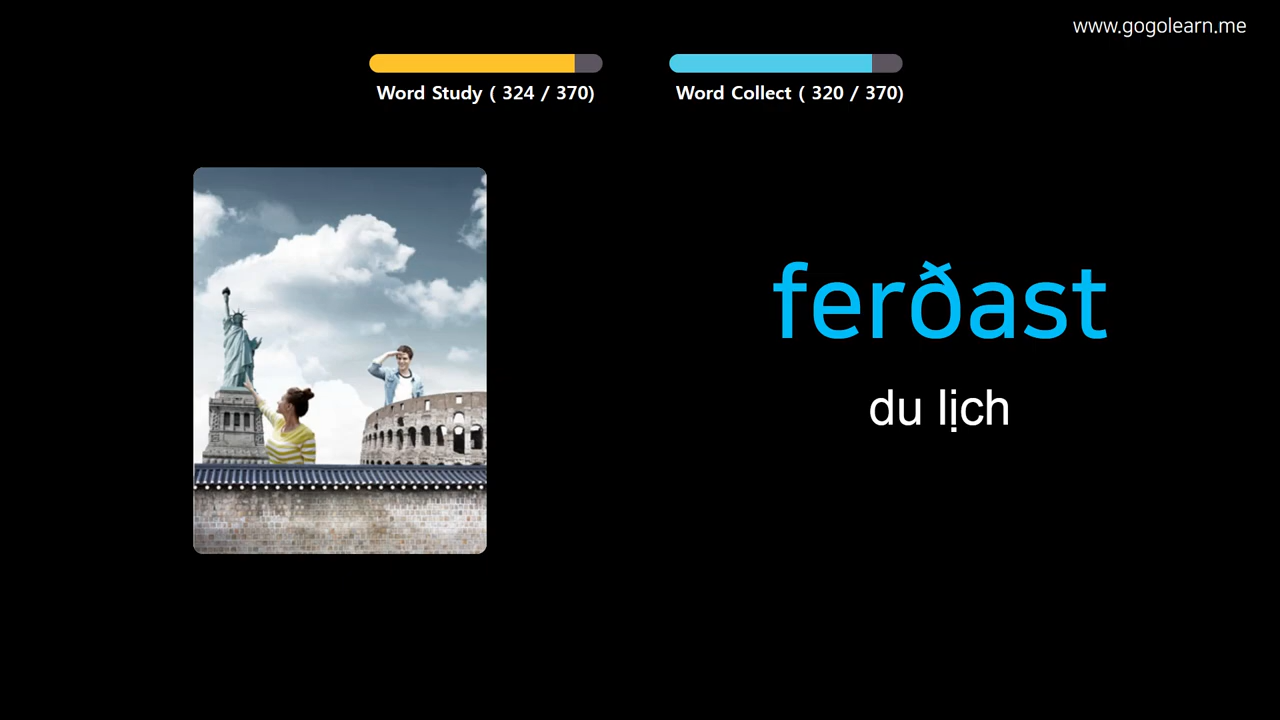 www.gogolearn.me
Word Study ( 324 / 370)
Word Collect ( 320 / 370)
ferðast
du lịch